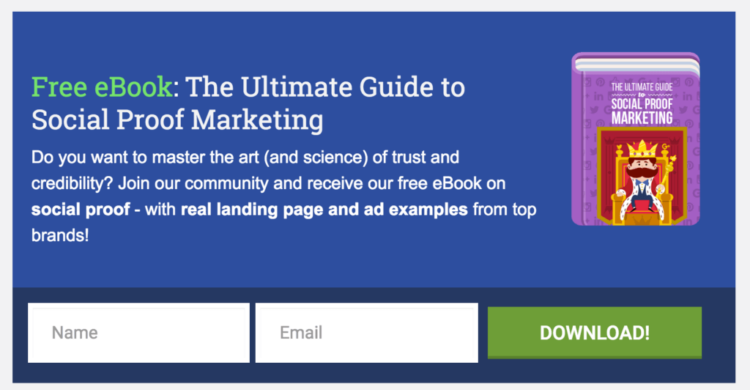 Free eBook: The Ultimate Guide to
Social Proof Marketing
Do you want to master the art (and science) of trust and
credibility? Join our community and receive our free eBook on
social proof - with real landing page and ad examples from top
brands!
THE ULTIMATE GUIDE
to
SOCIAL PROOF
MARKETING
Name
Email
DOWNLOAD!